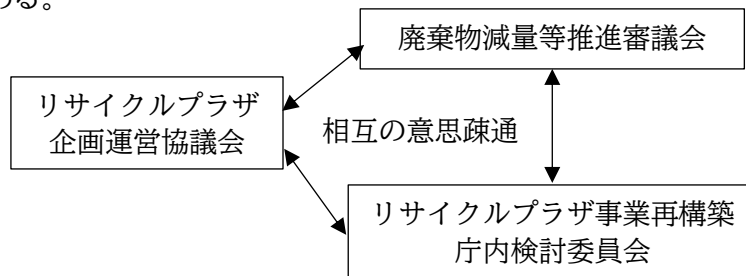 める。
廃棄物減量等推進審議会
リサイクルプラザ
企画運営協議会
相互の意思疎通
リサイクルプラザ事業再構築
庁内検討委員会